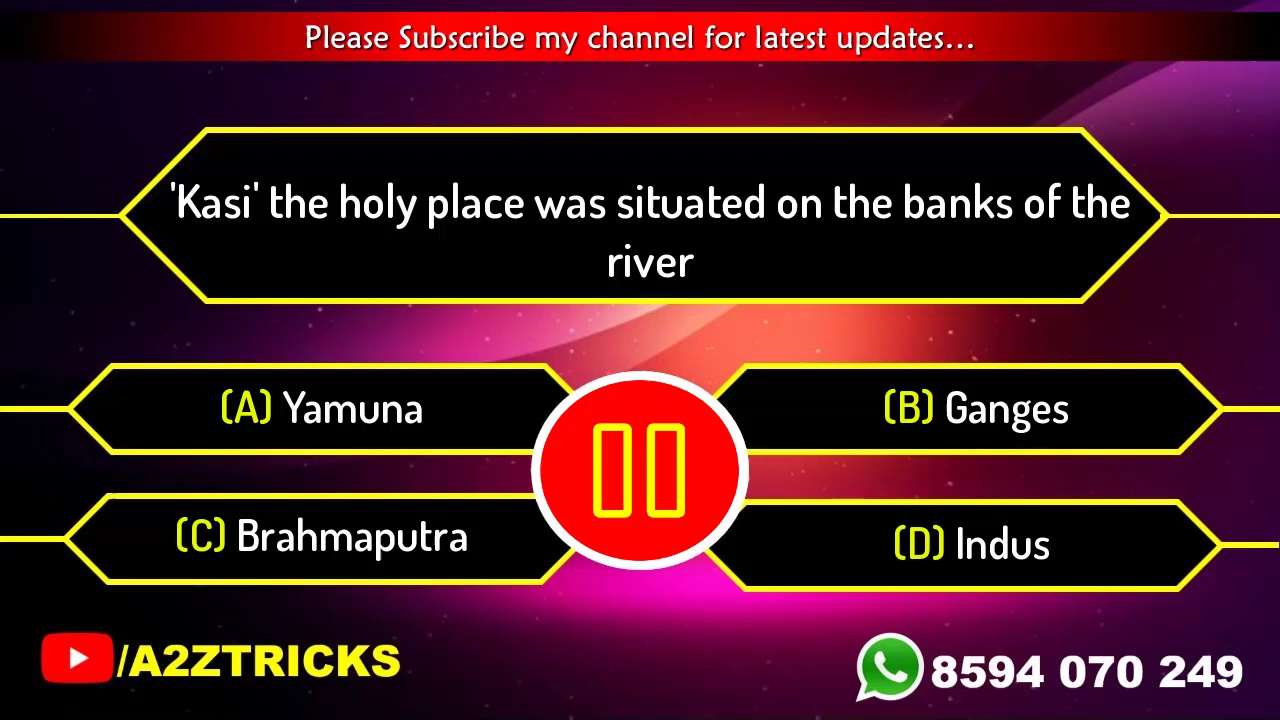 Please Subscribe my channel for latest updates...
'Kasi' the holy place was situated on the banks of the
river
(A) Yamuna
(B) Ganges
(C) Brahmaputra
(D) Indus
/A2ZTRICKS
8594 070 249